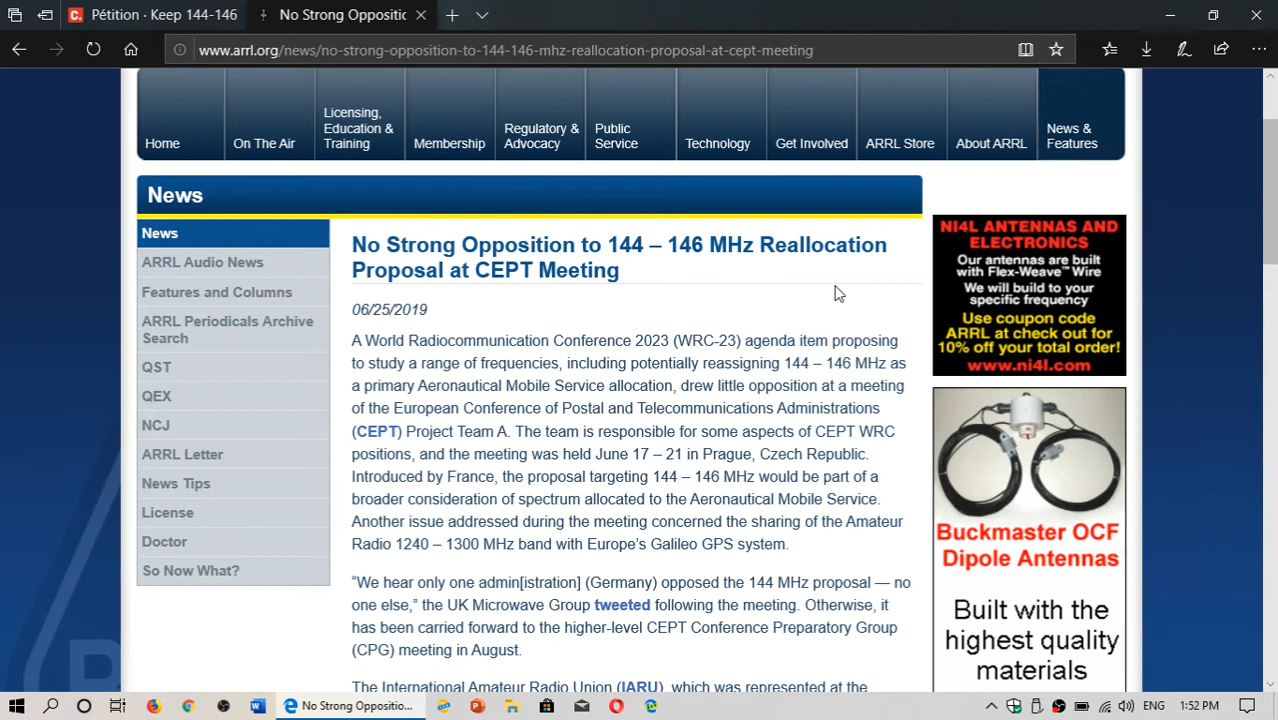 Pétition · Keep 144-146
No Strong Oppositic
www.arrl.org/news/no-strong-opposition-to-144-146-mhz-reallocation-proposal-at-cept-meeting
Home
On The Air
Licensing,
Education &
Training
Membership
Regulatory &
Advocacy
Public
Service
Technology
Get Involved
ARRL Store
About ARRL
News &
Features
News
News
ARRL Audio News
Features and Columns
ARRL Periodicals Archive
Search
QST
QEX
NCJ
ARRL Letter
News Tips
License
Doctor
So Now What?
No Strong Opposition to 144 – 146 MHz Reallocation
Proposal at CEPT Meeting
06/25/2019
A World Radiocommunication Conference 2023 (WRC-23) agenda item proposing
to study a range of frequencies, including potentially reassigning 144 – 146 MHz as
a primary Aeronautical Mobile Service allocation, drew little opposition at a meeting
of the European Conference of Postal and Telecommunications Administrations
(CEPT) Project Team A. The team is responsible for some aspects of CEPT WRC
positions, and the meeting was held June 17 – 21 in Prague, Czech Republic.
Introduced by France, the proposal targeting 144 – 146 MHz would be part of a
broader consideration of spectrum allocated to the Aeronautical Mobile Service.
Another issue addressed during the meeting concerned the sharing of the Amateur
Radio 1240 – 1300 MHz band with Europe's Galileo GPS system.
“We hear only one admin[istration] (Germany) opposed the 144 MHz proposal — no
one else,” the UK Microwave Group tweeted following the meeting. Otherwise, it
has been carried forward to the higher-level CEPT Conference Preparatory Group
(CPG) meeting in August.
The International Amateur Radio Union (IARU), which was represented at the
NI4L ANTENNAS AND
ELECTRONICS
Our antennas are built
with Flex-Weave™ Wire
We will build to your
specific frequency
Use coupon code
ARRL at check out for
10% off your total order!
www.ni4l.com
Buckmaster OCF
Dipole Antennas
Built with the
highest quality
materials
No Strong Oppositio...
ENG
1:52 PM